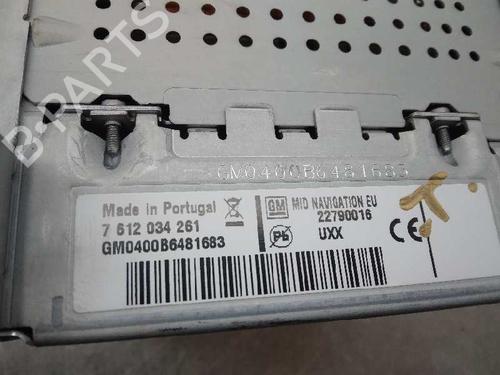 B-PARTS
GM0400B6481683
Made in Portugal
7 612 034 261
GM0400B6481683
GM
MID NAVIGATION EU
22790016
UXX
Pb
CE